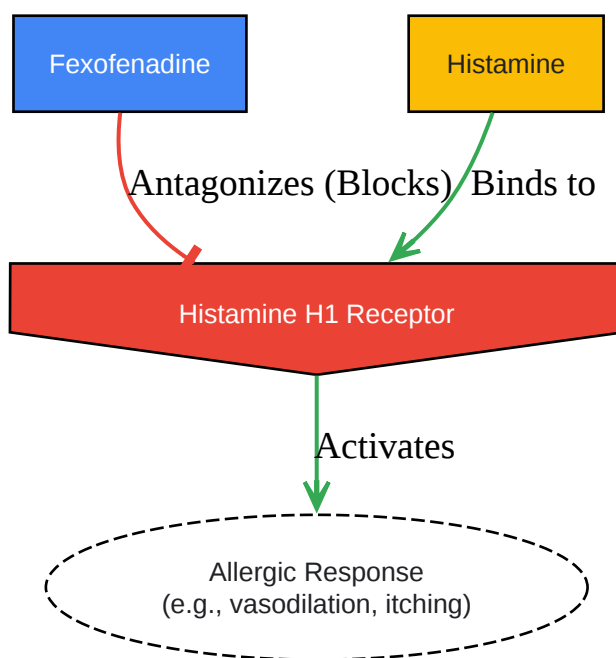 Fexofenadine
Histamine
Antagonizes (Blocks)
Binds to
Histamine H1 Receptor
Activates
Allergic Response
(e.g., vasodilation, itching)